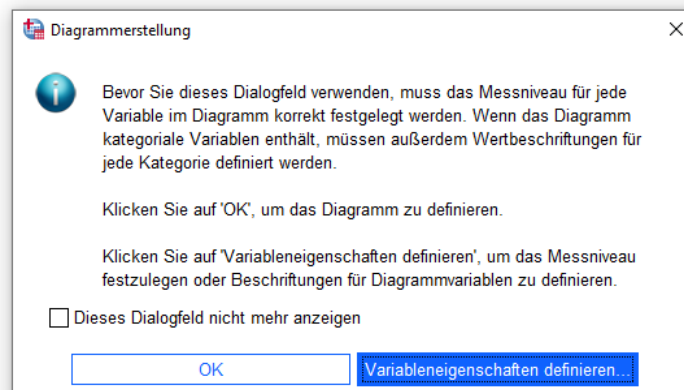 Diagrammerstellung
Bevor Sie dieses Dialogfeld verwenden, muss das Messniveau für jede
Variable im Diagramm korrekt festgelegt werden. Wenn das Diagramm
kategoriale Variablen enthält, müssen außerdem Wertbeschriftungen für
jede Kategorie definiert werden.
Klicken Sie auf 'OK', um das Diagramm zu definieren.
Klicken Sie auf 'Variableneigenschaften definieren', um das Messniveau
festzulegen oder Beschriftungen für Diagrammvariablen zu definieren.
Dieses Dialogfeld nicht mehr anzeigen
OK
Variableneigenschaften definieren...